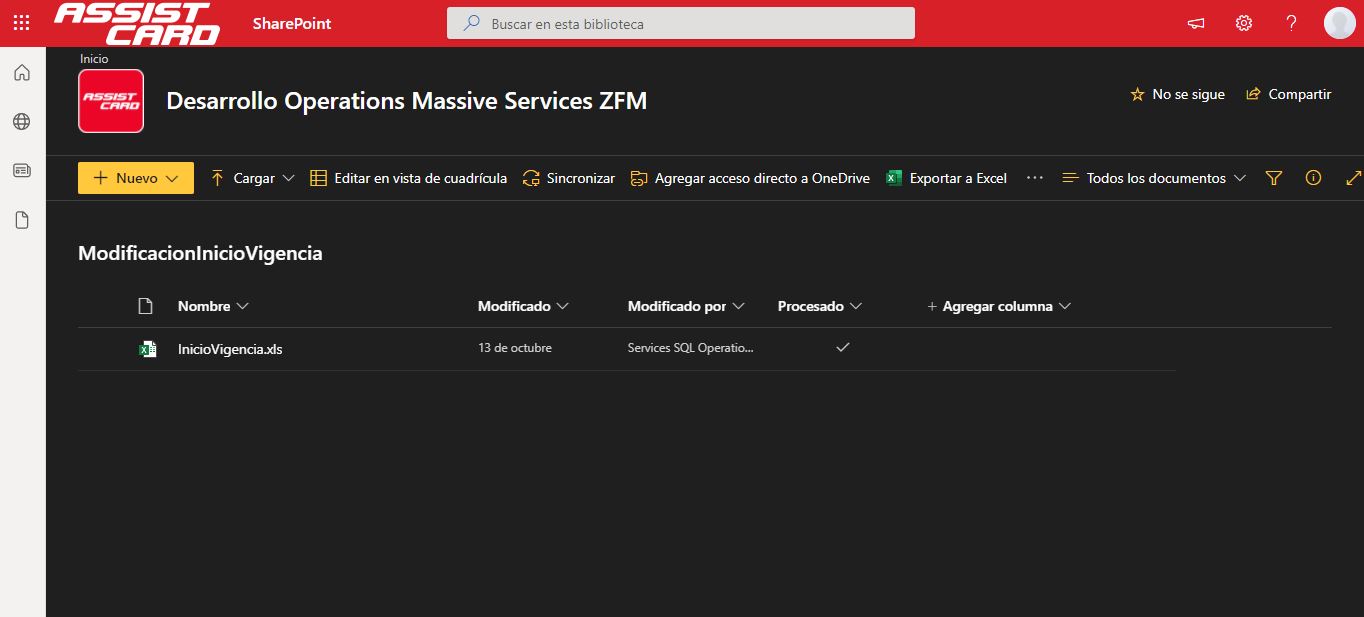 ASSIST
CARD
SharePoint
Buscar en esta biblioteca
?
Inicio
ASSIST
CARD
Desarrollo Operations Massive Services ZFM
No se sigue
Compartir
+ Nuevo
Cargar
Editar en vista de cuadrícula
Sincronizar
Agregar acceso directo a OneDrive
Exportar a Excel
···
Todos los documentos
ModificacionInicioVigencia
Nombre
Modificado
Modificado por
Procesado
+ Agregar columna
InicioVigencia.xls
13 de octubre
Services SQL Operatio...